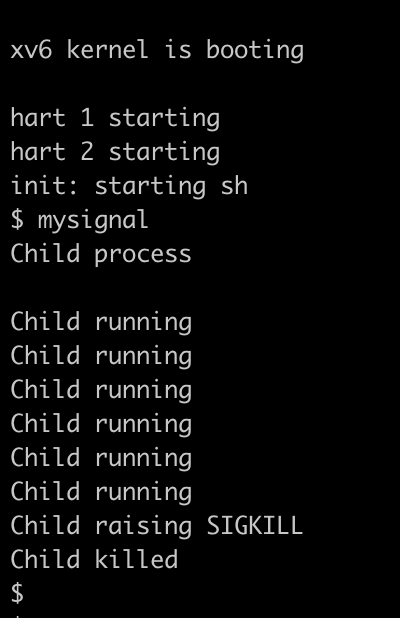 xv6 kernel is booting
hart 1 starting
hart 2 starting
init: starting sh
$ mysignal
Child process
Child running
Child running
Child running
Child running
Child running
Child running
Child raising SIGKILL
Child killed
$